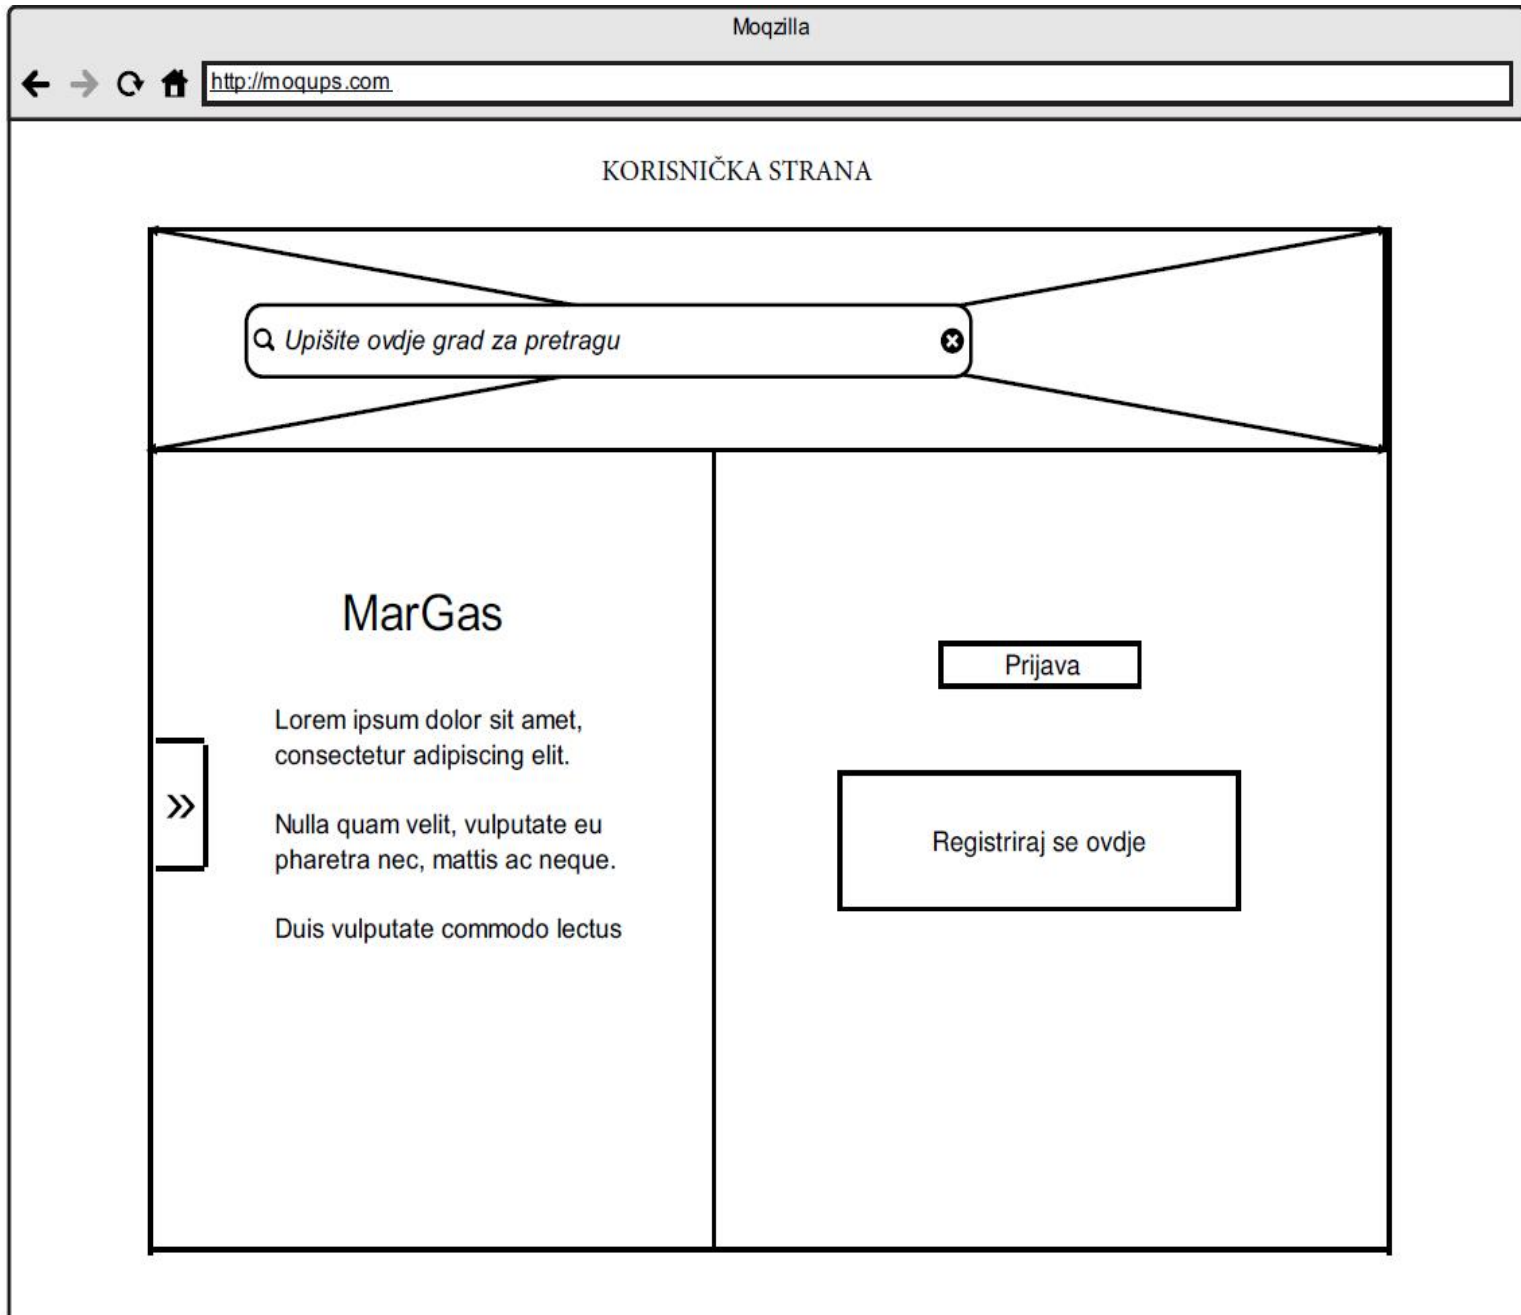 Moqzilla
http://moqups.com
KORISNIČKA STRANA
Upišite ovdje grad za pretragu
MarGas
Lorem ipsum dolor sit amet,
consectetur adipiscing elit.
Nulla quam velit, vulputate eu
pharetra nec, mattis ac neque.
Duis vulputate commodo lectus
Prijava
Registriraj se ovdje